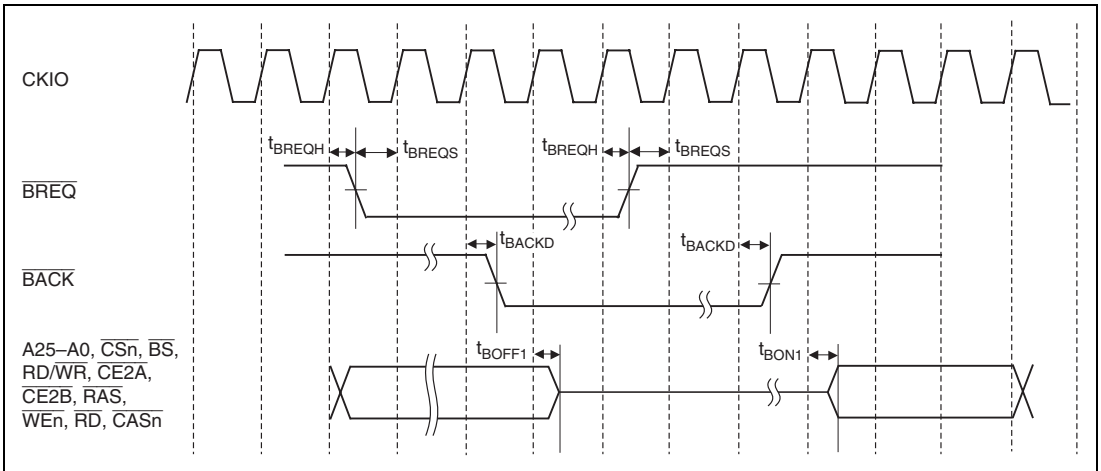 CKIO
tBREQH tBREQS tBREQH tBREQS
BREQ
tBACKD tBACKD
BACK
A25–A0, CSn, BS,
RD/WR, CE2A,
CE2B, RAS,
WEn, RD, CASn
tBOFF1 tBON1